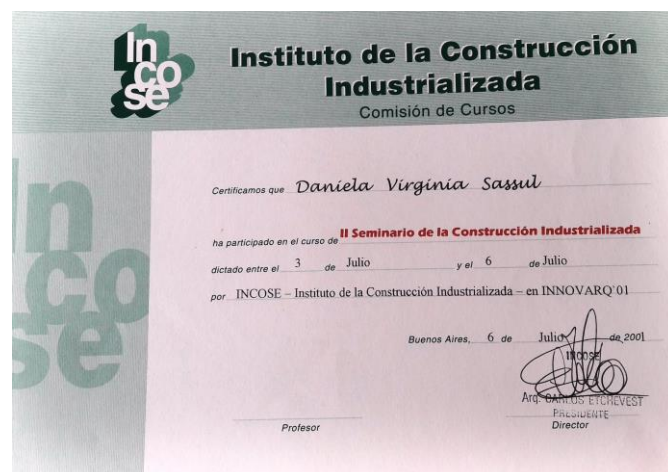 In
co
se
Instituto de la Construcción
Industrializada
Comisión de Cursos
In
co
se
Certificamos que Daniela Virginia Sassul
ha participado en el curso de II Seminario de la Construcción Industrializada
dictado entre el 3 de Julio y el 6 de Julio
por INCOSE – Instituto de la Construcción Industrializada – en INNOVARQ'01
Buenos Aires, 6 de Julio de 2001
INCOSE
Arq. CARLOS ETCHEVEST
PRESIDENTE
Profesor Director